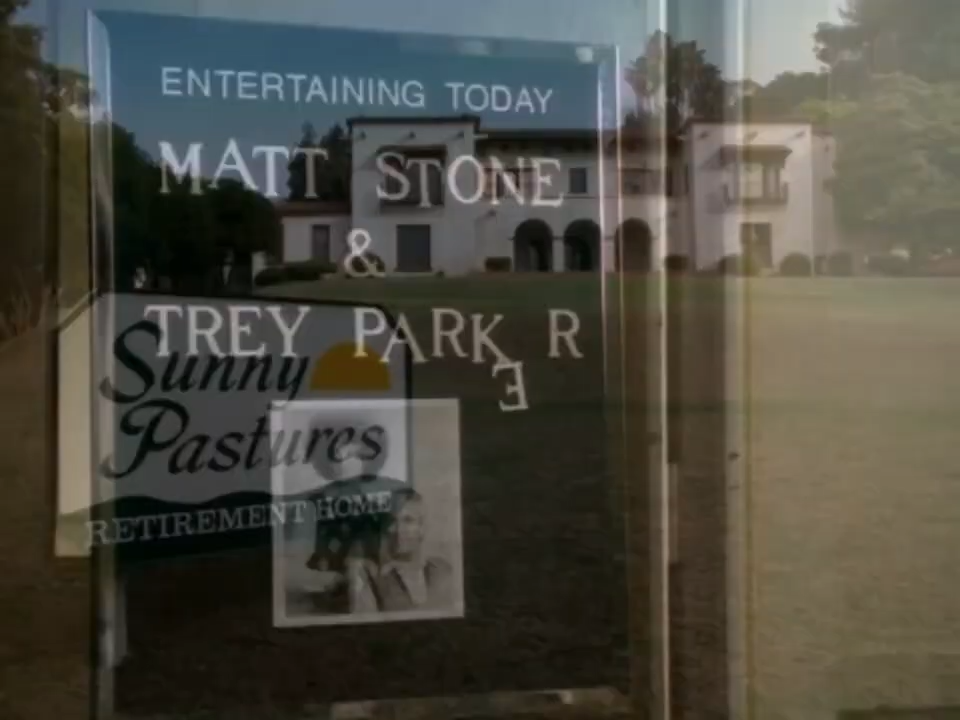 ENTERTAINING TODAY
MATT STONE
&
TREY PARK R
E
Sunny
Pastures
RETIREMENT HOME